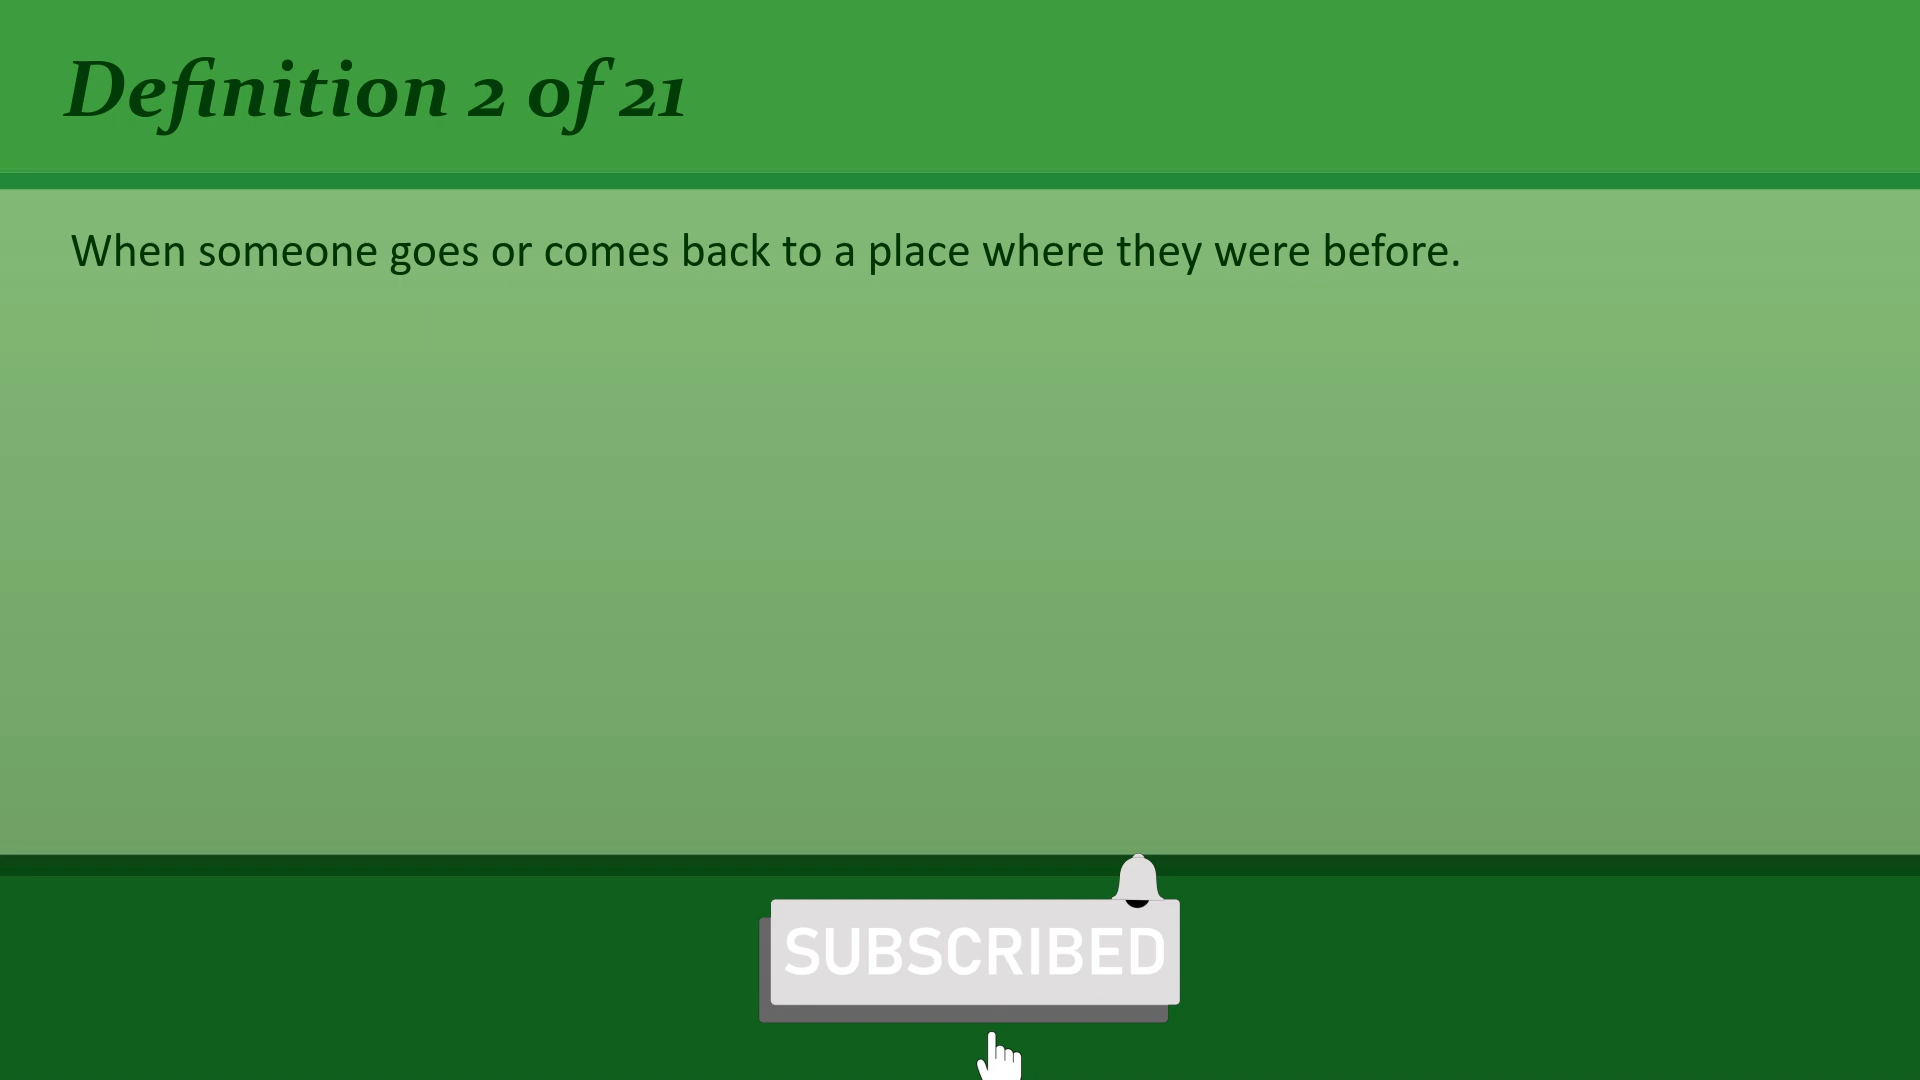 Definition 2 of 21
When someone goes or comes back to a place where they were before.
SUBSCRIBED